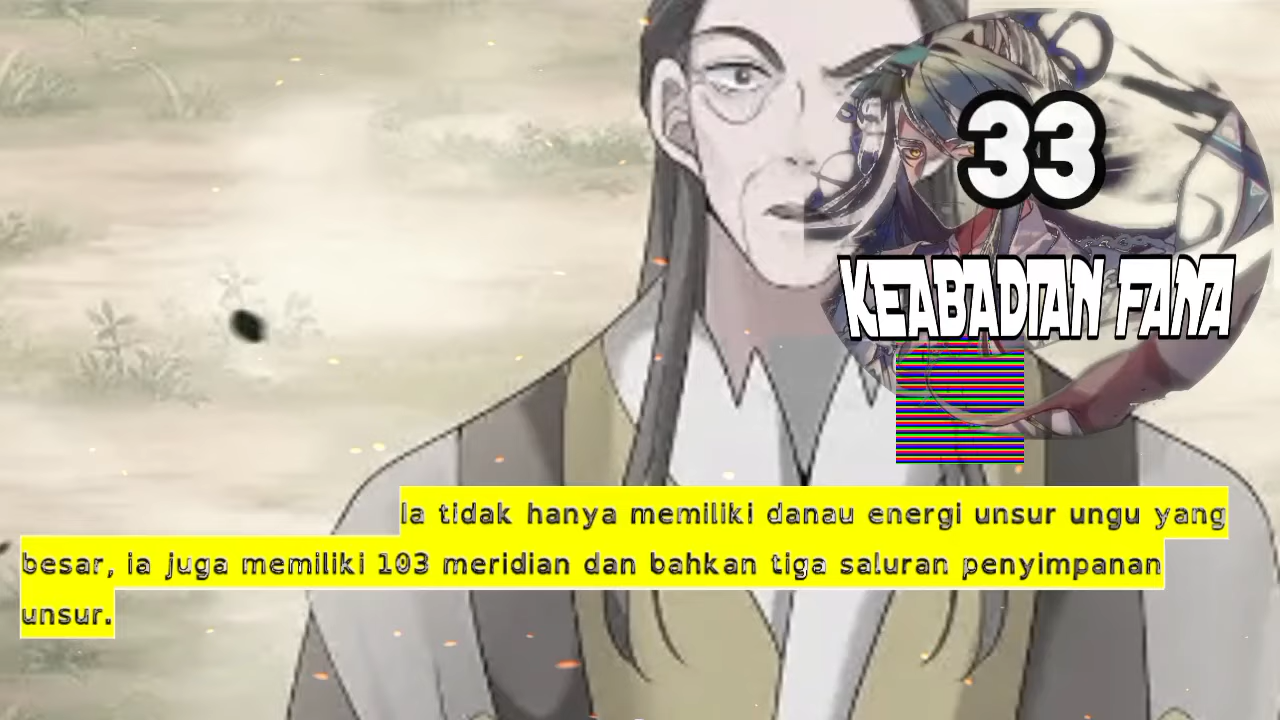 33
KEABADIAN FANA
Ia tidak hanya memiliki danau energi unsur ungu yang
besar, ia juga memiliki 103 meridian dan bahkan tiga saluran penyimpanan
unsur.